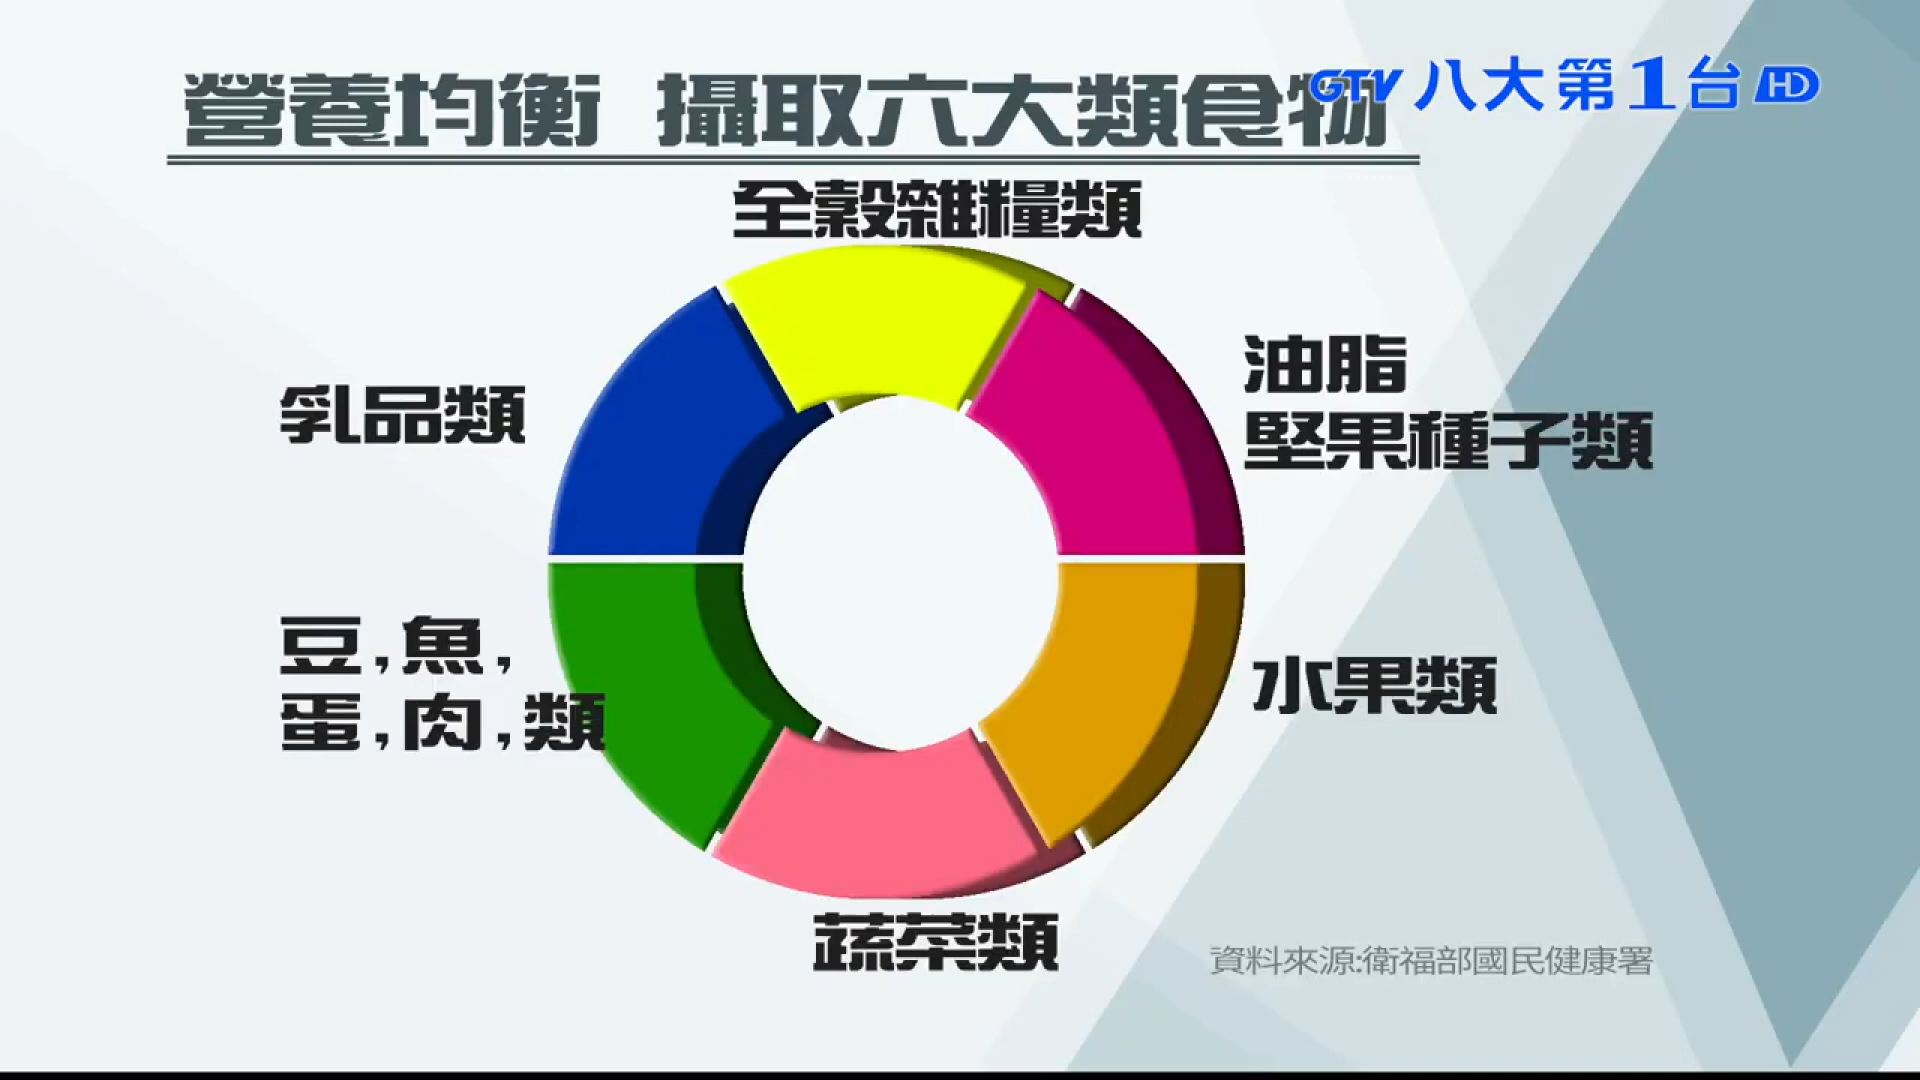 營養均衡 攝取六大類食物
GTV 八大第1台 HD
全穀雜糧類
油脂
堅果種子類
乳品類
豆,魚,
蛋,肉,類
水果類
蔬菜類
資料來源:衛福部國民健康署